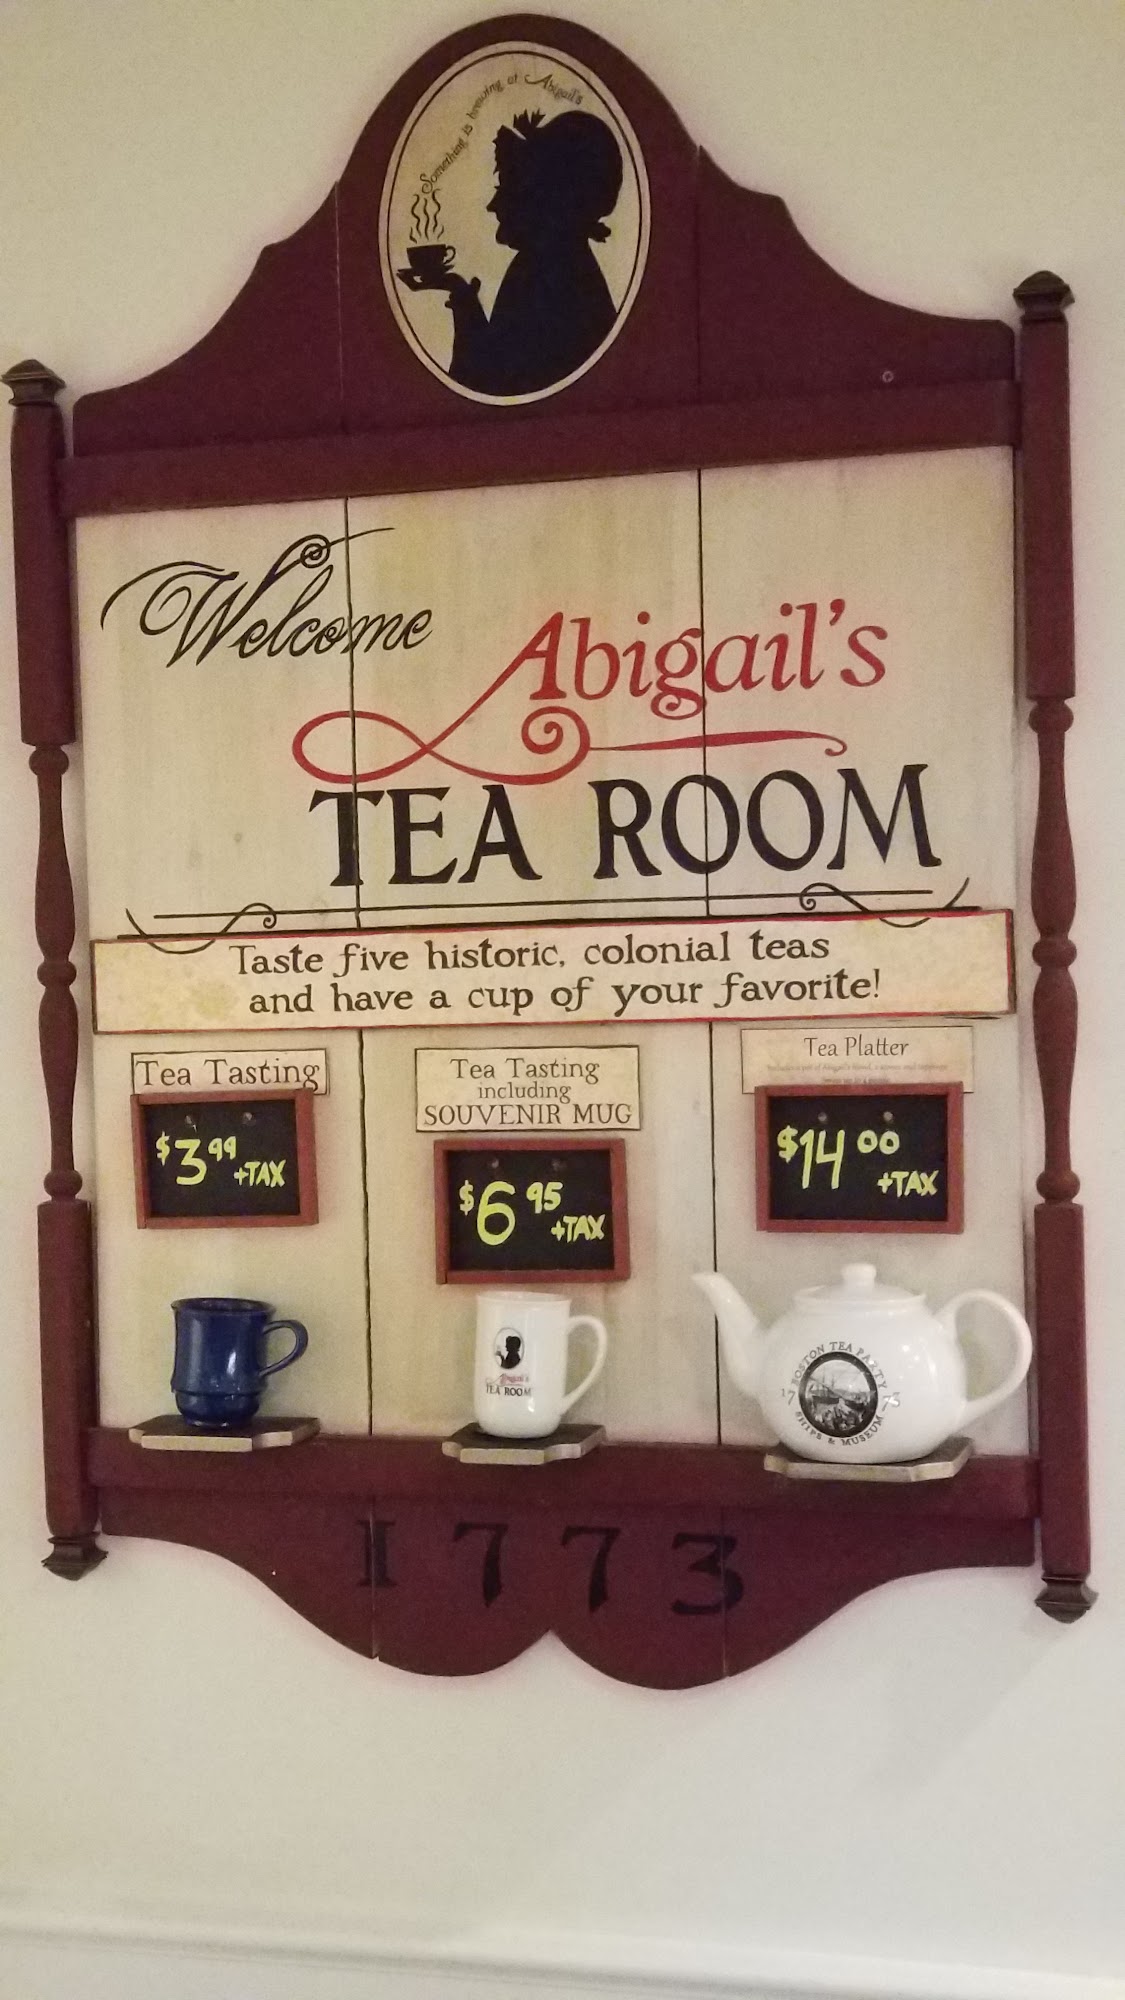 Something is brewing at Abigail's
Welcome
Abigail's
TEA ROOM
Taste five historic, colonial teas
and have a cup of your favorite!
Tea Tasting
$3.99
+TAX
Tea Tasting
including
SOUVENIR MUG
$6.95
+TAX
Tea Platter
$14.00
+TAX
Abigail's
TEA ROOM
BOSTON TEA PARTY
1773
SHIPS & MUSEUM
1773